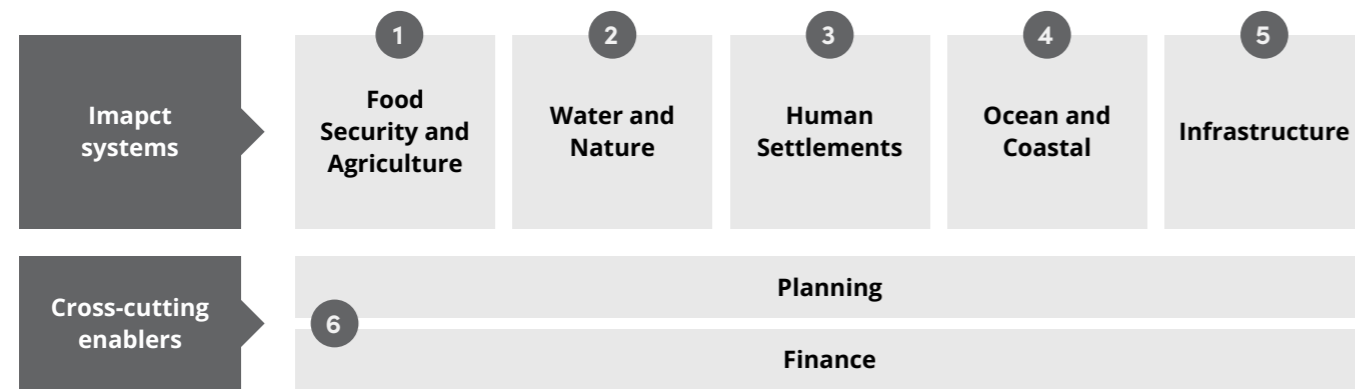 1
2
3
4
5
Imapct
systems
Food
Security and
Agriculture
Water and
Nature
Human
Settlements
Ocean and
Coastal
Infrastructure
Cross-cutting
enablers
6
Planning
Finance